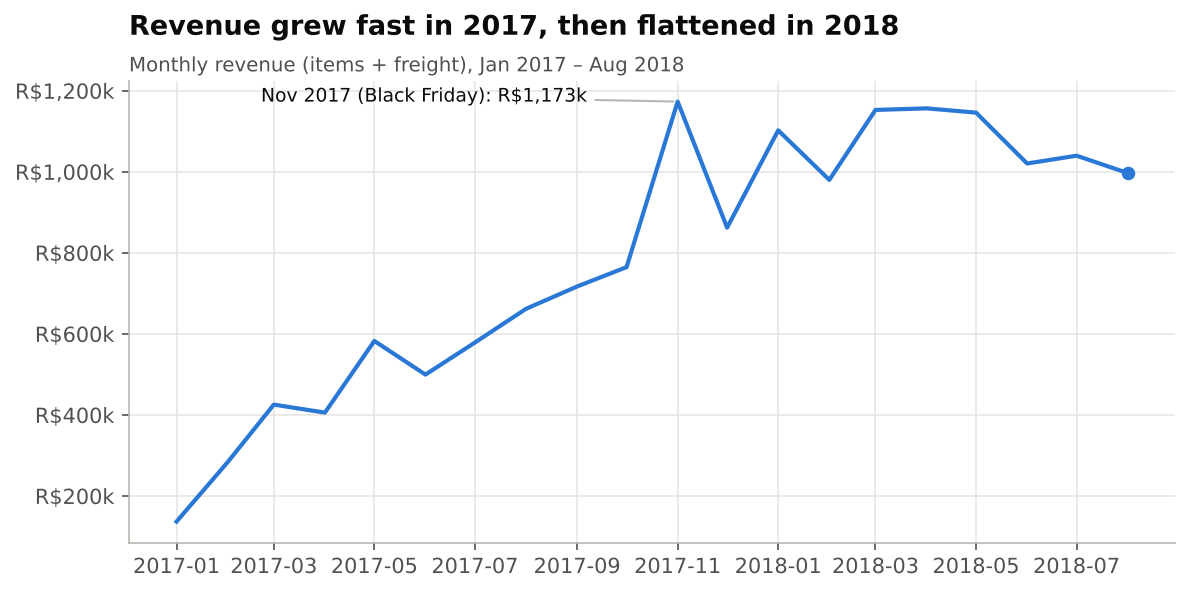 Revenue grew fast in 2017, then flattened in 2018
Monthly revenue (items + freight), Jan 2017 – Aug 2018
R$1,200k
Nov 2017 (Black Friday): R$1,173k
R$1,000k
R$800k
R$600k
R$400k
R$200k
2017-01 2017-03 2017-05 2017-07 2017-09 2017-11 2018-01 2018-03 2018-05 2018-07